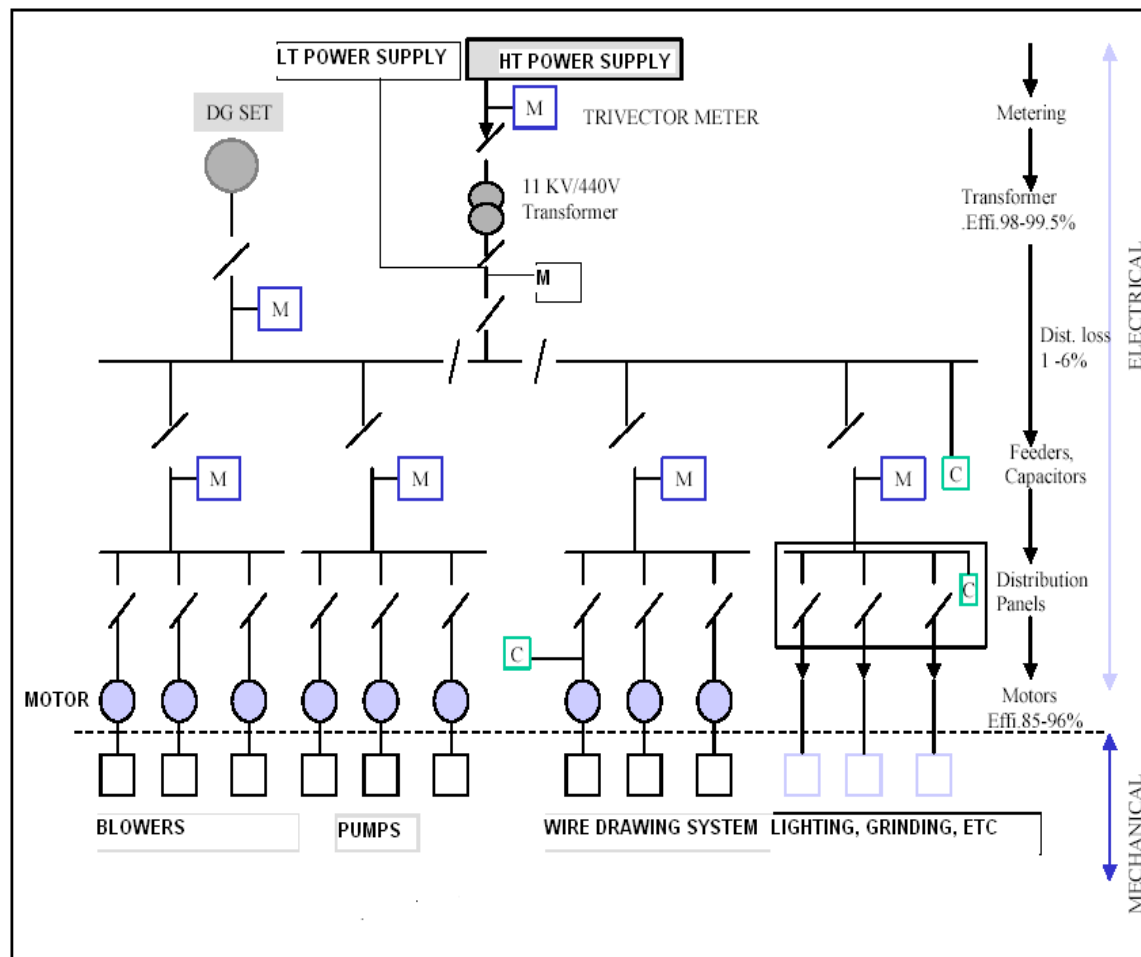 LT POWER SUPPLY
HT POWER SUPPLY
DG SET
M
TRIVECTOR METER
Metering
11 KV/440V
Transformer
Transformer
.Effi.98-99.5%
M
M
Dist. loss
1 -6%
ELECTRICAL
M
M
M
M
C
Feeders,
Capacitors
C
Distribution
Panels
C
MOTOR
Motors
Effi.85-96%
BLOWERS
PUMPS
WIRE DRAWING SYSTEM
LIGHTING, GRINDING, ETC
MECHANICAL